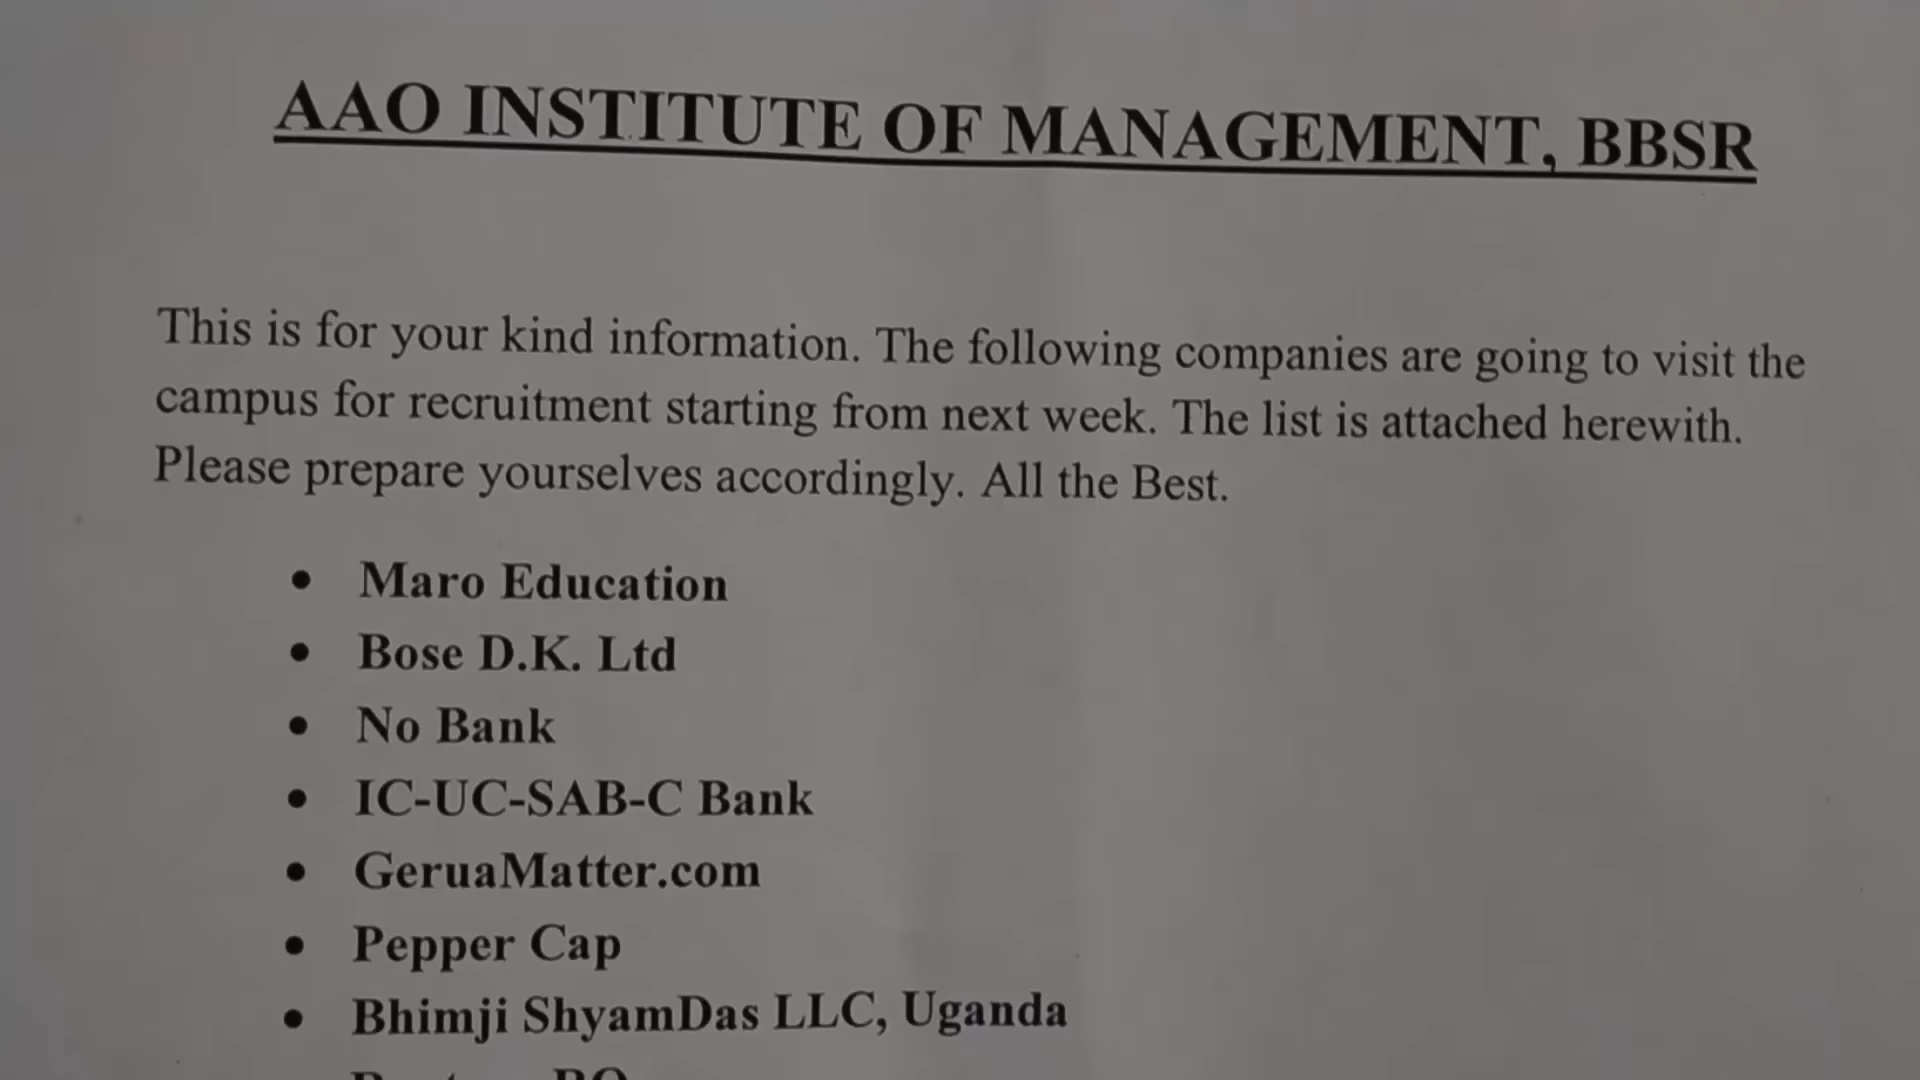 AAO INSTITUTE OF MANAGEMENT, BBSR
This is for your kind information. The following companies are going to visit the
campus for recruitment starting from next week. The list is attached herewith.
Please prepare yourselves accordingly. All the Best.
• Maro Education
• Bose D.K. Ltd
• No Bank
• IC-UC-SAB-C Bank
• GeruaMatter.com
• Pepper Cap
• Bhimji ShyamDas LLC, Uganda